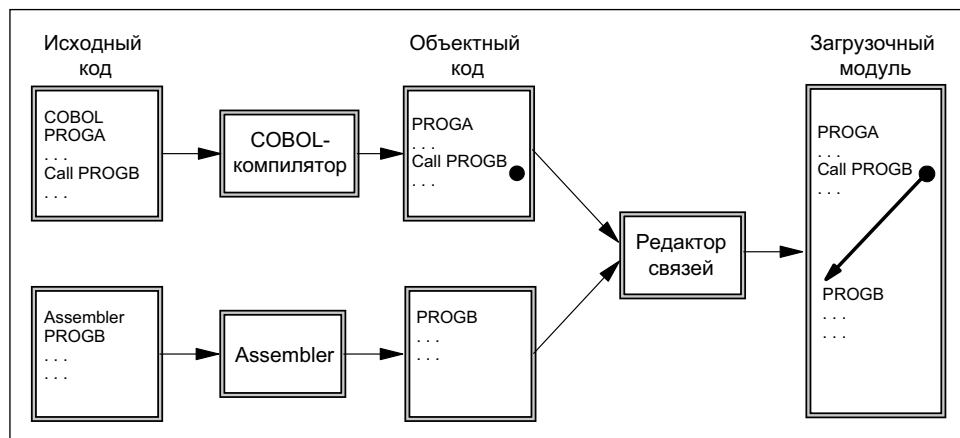 Исходный
код
Объектный
код
Загрузочный
модуль
COBOL
PROGA
. . .
Call PROGB
. . .
COBOL-
компилятор
PROGA
. . .
Call PROGB
. . .
PROGA
. . .
Call PROGB
. . .
Редактор
связей
PROGB
. . .
. . .
Assembler
PROGB
. . .
. . .
Assembler
PROGB
. . .
. . .